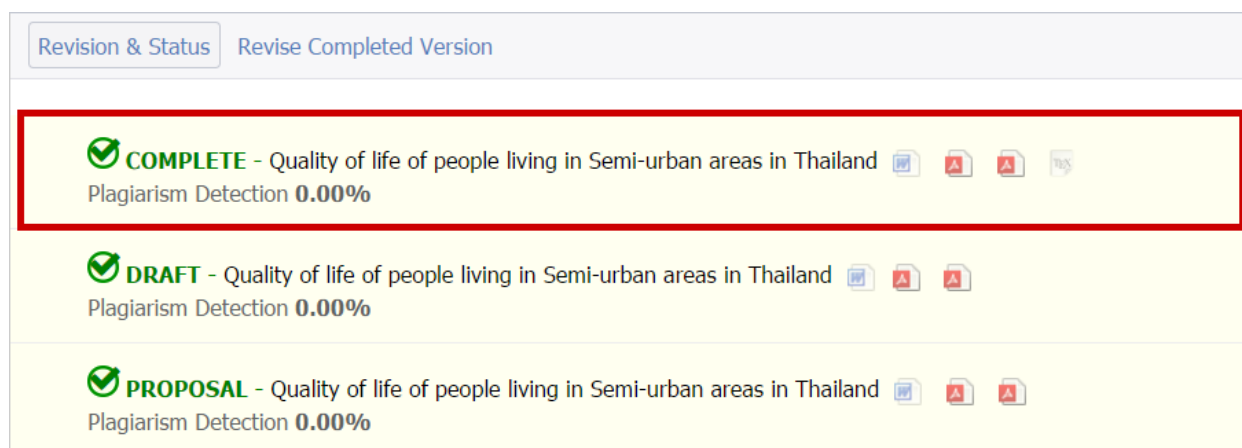 Revision & Status Revise Completed Version
COMPLETE - Quality of life of people living in Semi-urban areas in Thailand
Plagiarism Detection 0.00%
DRAFT - Quality of life of people living in Semi-urban areas in Thailand
Plagiarism Detection 0.00%
PROPOSAL - Quality of life of people living in Semi-urban areas in Thailand
Plagiarism Detection 0.00%